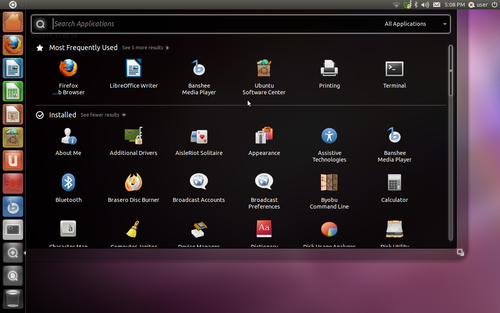 5:08 PM user
Search Applications
All Applications
Most Frequently Used See 5 more results
Firefox
...b Browser
LibreOffice Writer
Banshee
Media Player
Ubuntu
Software Center
Printing
Terminal
Installed See fewer results
About Me
Additional Drivers
AisleRiot Solitaire
Appearance
Assistive
Technologies
Banshee
Media Player
Bluetooth
Brasero Disc Burner
Broadcast Accounts
Broadcast
Preferences
Byobu
Command Line
Calculator
Character Map
Computer Janitor
Device Manager
Dictionary
Disk Usage Analyzer
Disk Utility